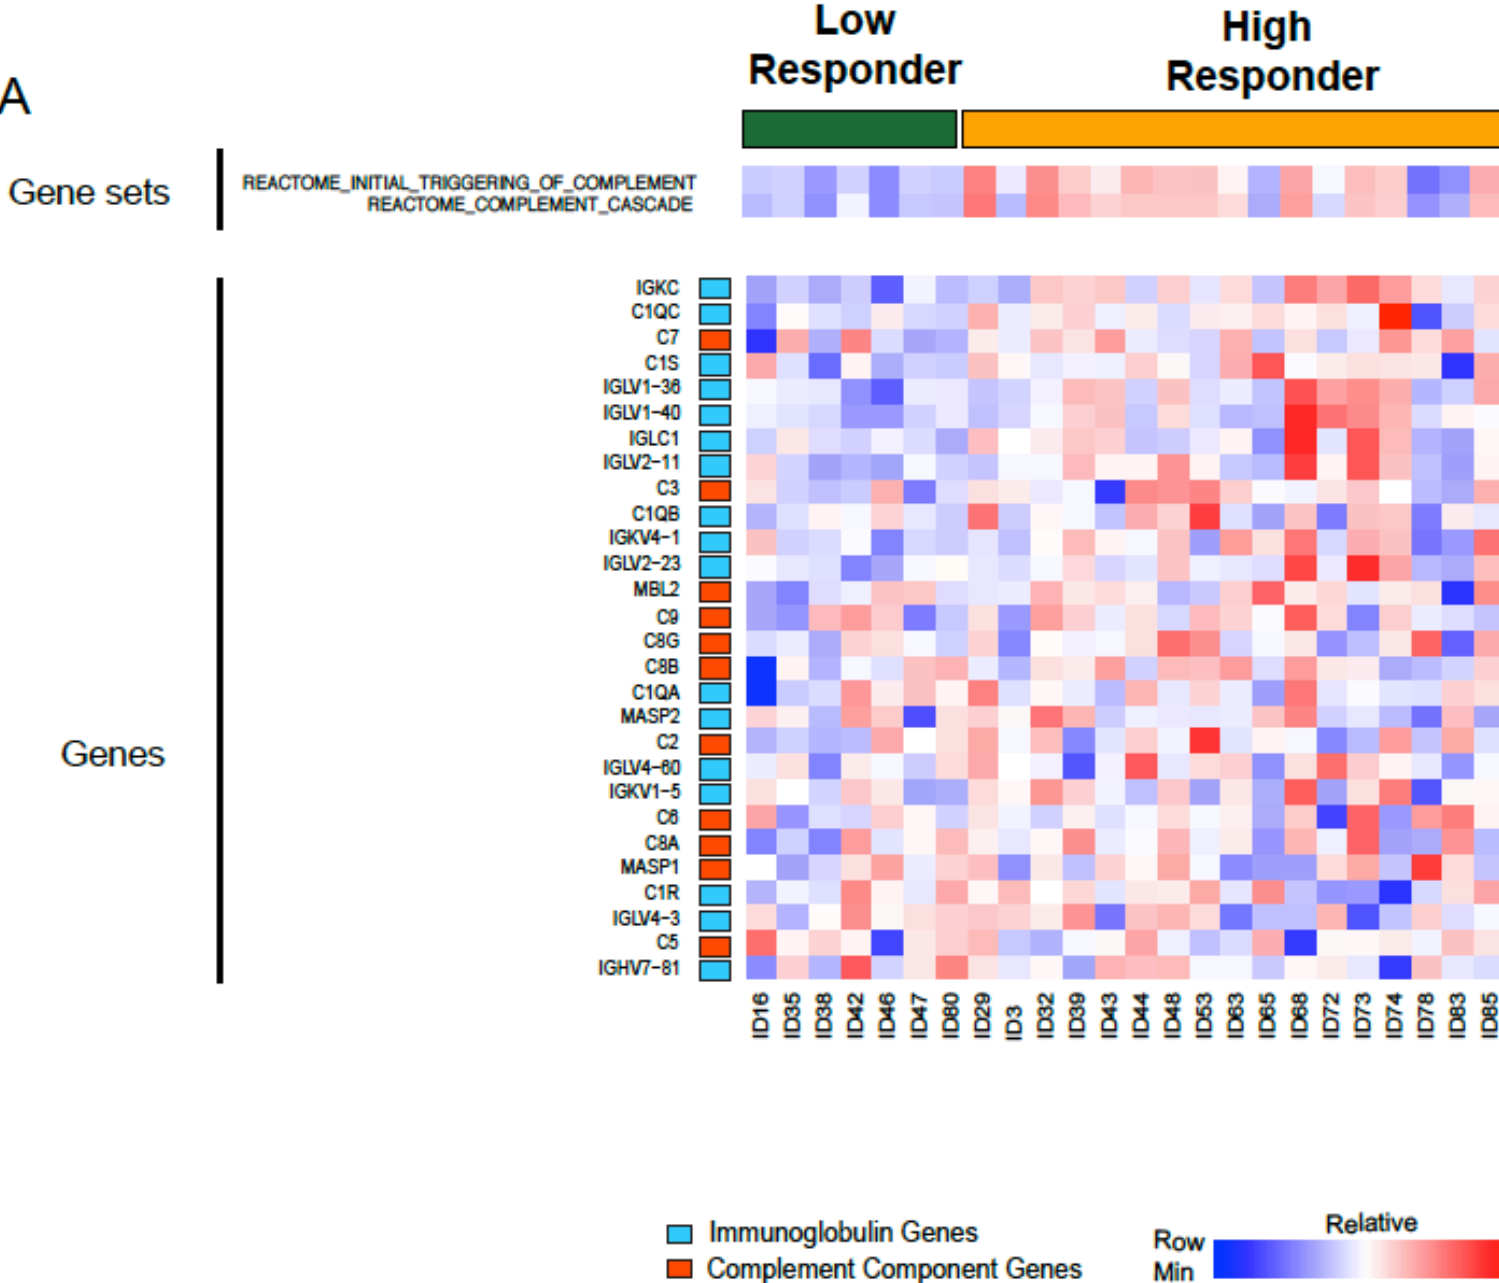 Low
Responder
High
Responder
A
Gene sets
REACTOME_INITIAL_TRIGGERING_OF_COMPLEMENT
REACTOME_COMPLEMENT_CASCADE
Genes
IGKC
C1QC
C7
C1S
IGLV1-36
IGLV1-40
IGLC1
IGLV2-11
C3
C1QB
IGKV4-1
IGLV2-23
MBL2
C9
C8G
C8B
C1QA
MASP2
C2
IGLV4-60
IGKV1-5
C6
C8A
MASP1
C1R
IGLV4-3
C5
IGHV7-81
ID16 ID35 ID38 ID42 ID46 ID47 ID80 ID29 ID3 ID32 ID39 ID43 ID44 ID48 ID53 ID63 ID65 ID68 ID72 ID73 ID74 ID78 ID83 ID85
Immunoglobulin Genes
Complement Component Genes
Relative
Row
Min